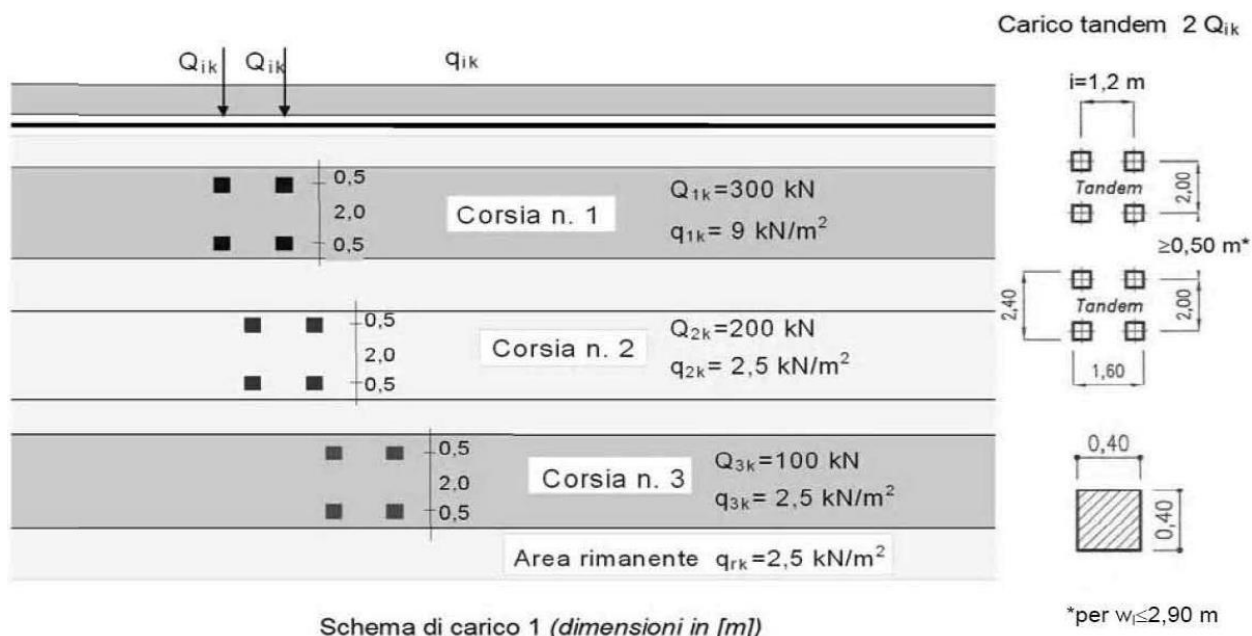 Carico tandem 2 Qik
Qik Qik qik
i=1,2 m
0,5
2,0
0,5
Corsia n. 1
Q1k=300 kN
q1k= 9 kN/m²
Tandem
2,00
≥0,50 m*
0,5
2,0
0,5
Corsia n. 2
Q2k=200 kN
q2k= 2,5 kN/m²
2,40
Tandem
2,00
1,60
0,5
2,0
0,5
Corsia n. 3
Q3k=100 kN
q3k= 2,5 kN/m²
0,40
0,40
Area rimanente qrk=2,5 kN/m²
Schema di carico 1 (dimensioni in [m])
*per wl≤2,90 m